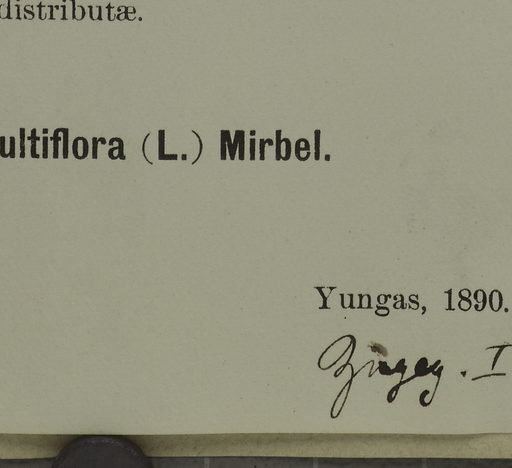 distributæ.
ultiflora (L.) Mirbel.
Yungas, 1890.
I